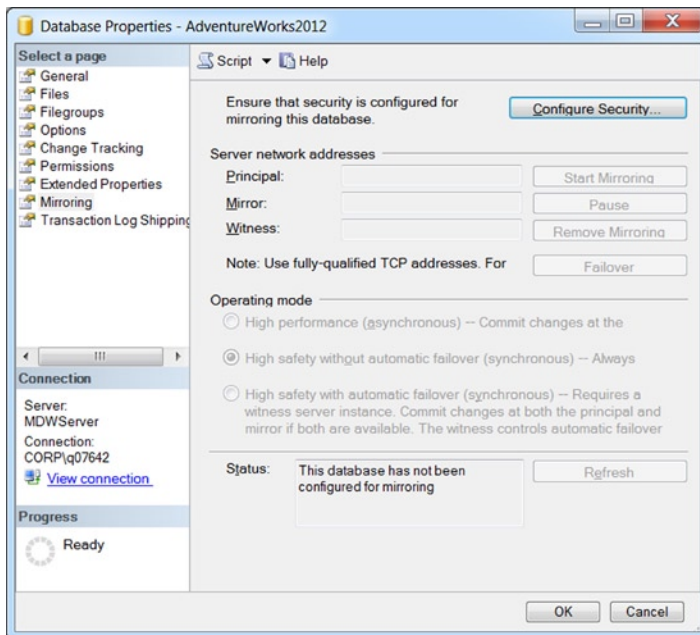 Database Properties - AdventureWorks2012
Select a page
General
Files
Filegroups
Options
Change Tracking
Permissions
Extended Properties
Mirroring
Transaction Log Shipping
Connection
Server:
MDWServer
Connection:
CORP\q07642
View connection
Progress
Ready
Script
Help
Ensure that security is configured for
mirroring this database.
Configure Security...
Server network addresses
Principal:
Start Mirroring
Mirror:
Pause
Witness:
Remove Mirroring
Note: Use fully-qualified TCP addresses. For
Failover
Operating mode
High performance (asynchronous) -- Commit changes at the
High safety without automatic failover (synchronous) -- Always
High safety with automatic failover (synchronous) -- Requires a
witness server instance. Commit changes at both the principal and
mirror if both are available. The witness controls automatic failover
Status:
This database has not been
configured for mirroring
Refresh
OK
Cancel